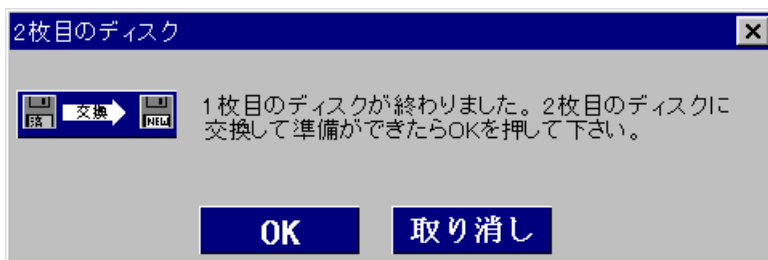 2枚目のディスク
済 交換 NEW
1枚目のディスクが終わりました。2枚目のディスクに
交換して準備ができたらOKを押して下さい。
OK 取り消し